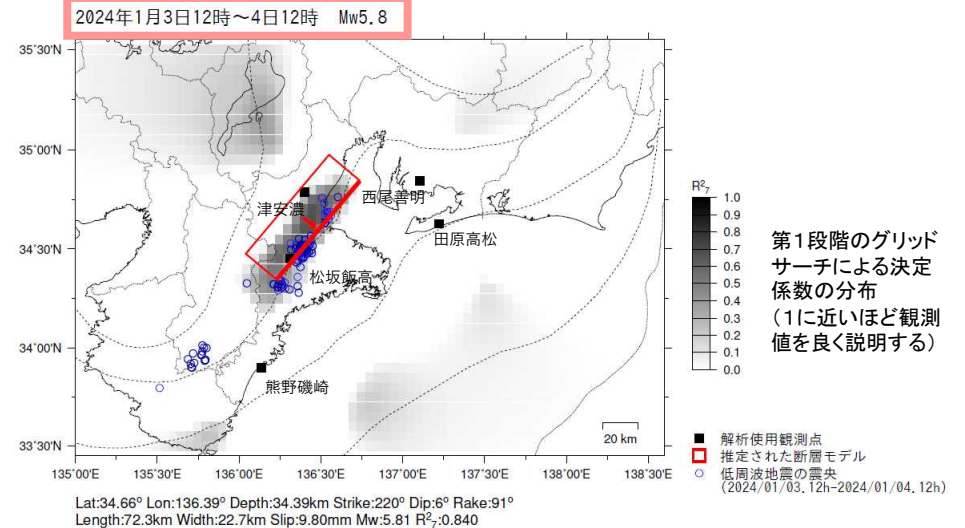 2024年1月3日12時～4日12時　Mw5.8
35°30'N
35°00'N
34°30'N
34°00'N
33°30'N
135°00'E
135°30'E
136°00'E
136°30'E
137°00'E
137°30'E
138°00'E
138°30'E
津安濃
西尾善明
田原高松
松坂飯高
熊野磯崎
20 km
R²₇
1.0
0.9
0.8
0.7
0.6
0.5
0.4
0.3
0.2
0.1
0.0
第１段階のグリッド
サーチによる決定
係数の分布
（１に近いほど観測
値を良く説明する）
解析使用観測点
推定された断層モデル
低周波地震の震央
(2024/01/03.12h-2024/01/04.12h)
Lat:34.66° Lon:136.39° Depth:34.39km Strike:220° Dip:6° Rake:91°
Length:72.3km Width:22.7km Slip:9.80mm Mw:5.81 R²₇:0.840